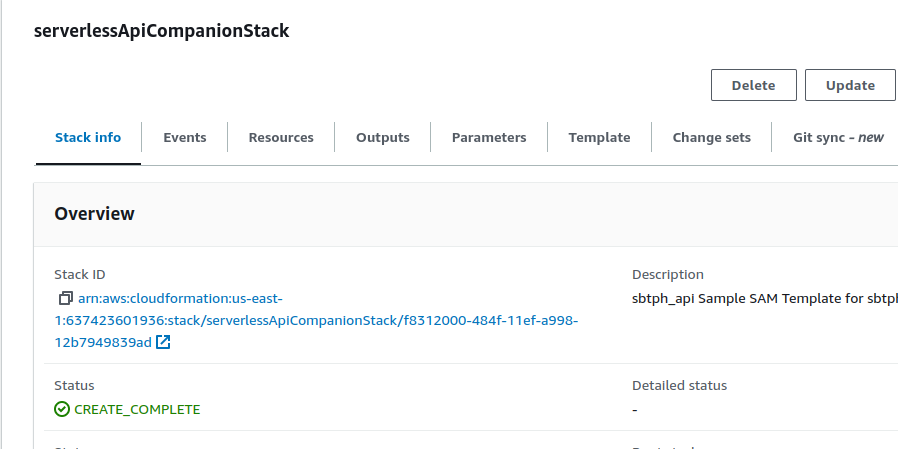 serverlessApiCompanionStack
Delete Update
Stack info Events Resources Outputs Parameters Template Change sets Git sync - new
Overview
Stack ID
arn:aws:cloudformation:us-east-
1:637423601936:stack/serverlessApiCompanionStack/f8312000-484f-11ef-a998-
12b7949839ad
Description
sbtph_api Sample SAM Template for
Status
CREATE_COMPLETE
Detailed status
-